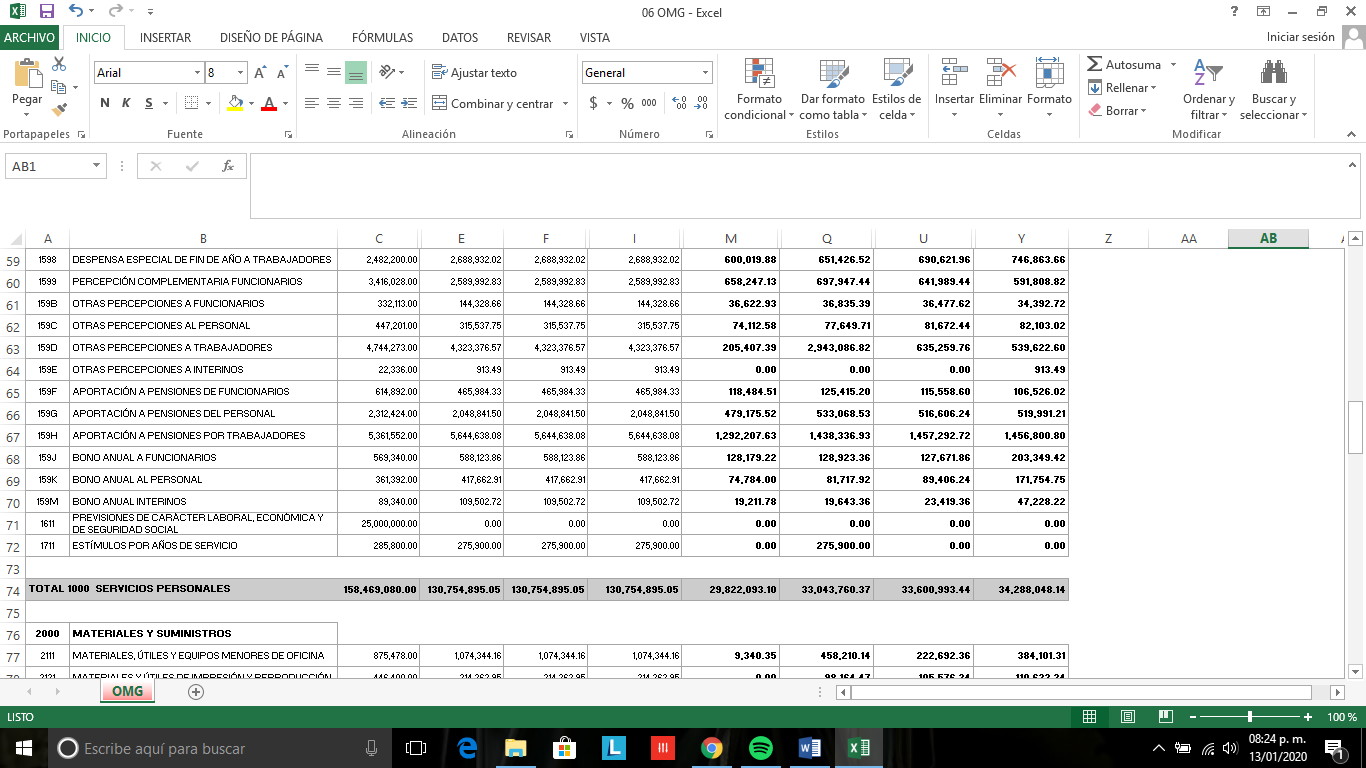 06 OMG - Excel
ARCHIVO INICIO INSERTAR DISEÑO DE PÁGINA FÓRMULAS DATOS REVISAR VISTA Iniciar sesión
Pegar
Arial 8
N K S
Ajustar texto
Combinar y centrar
General
$ % 000
Formato condicional
Dar formato como tabla
Estilos de celda
Insertar Eliminar Formato
Autosuma
Rellenar
Borrar
Ordenar y filtrar
Buscar y seleccionar
Portapapeles Fuente Alineación Número Estilos Celdas Modificar
AB1 fx
A B C E F I M Q U Y Z AA AB
59 1598 DESPENSA ESPECIAL DE FIN DE AÑO A TRABAJADORES 2,482,200.00 2,688,932.02 2,688,932.02 2,688,932.02 600,019.88 651,426.52 690,621.96 746,863.66
60 1599 PERCEPCIÓN COMPLEMENTARIA FUNCIONARIOS 3,416,028.00 2,589,992.83 2,589,992.83 2,589,992.83 658,247.13 697,947.44 641,989.44 591,808.82
61 159B OTRAS PERCEPCIONES A FUNCIONARIOS 332,113.00 144,328.66 144,328.66 144,328.66 36,622.93 36,835.39 36,477.62 34,392.72
62 159C OTRAS PERCEPCIONES AL PERSONAL 447,201.00 315,537.75 315,537.75 315,537.75 74,112.58 77,649.71 81,672.44 82,103.02
63 159D OTRAS PERCEPCIONES A TRABAJADORES 4,744,273.00 4,323,376.57 4,323,376.57 4,323,376.57 205,407.39 2,943,086.82 635,259.76 539,622.60
64 159E OTRAS PERCEPCIONES A INTERINOS 22,336.00 913.49 913.49 913.49 0.00 0.00 0.00 913.49
65 159F APORTACIÓN A PENSIONES DE FUNCIONARIOS 614,892.00 465,984.33 465,984.33 465,984.33 118,484.51 125,415.20 115,558.60 106,526.02
66 159G APORTACIÓN A PENSIONES DEL PERSONAL 2,312,424.00 2,048,841.50 2,048,841.50 2,048,841.50 479,175.52 533,068.53 516,606.24 519,991.21
67 159H APORTACIÓN A PENSIONES POR TRABAJADORES 5,361,552.00 5,644,638.08 5,644,638.08 5,644,638.08 1,292,207.63 1,438,336.93 1,457,292.72 1,456,800.80
68 159J BONO ANUAL A FUNCIONARIOS 569,340.00 588,123.86 588,123.86 588,123.86 128,179.22 128,923.36 127,671.86 203,349.42
69 159K BONO ANUAL AL PERSONAL 361,392.00 417,662.91 417,662.91 417,662.91 74,784.00 81,717.92 89,406.24 171,754.75
70 159M BONO ANUAL INTERINOS 89,340.00 109,502.72 109,502.72 109,502.72 19,211.78 19,643.36 23,419.36 47,228.22
71 1611 PREVISIONES DE CARÁCTER LABORAL, ECONÓMICA Y DE SEGURIDAD SOCIAL 25,000,000.00 0.00 0.00 0.00 0.00 0.00 0.00 0.00
72 1711 ESTÍMULOS POR AÑOS DE SERVICIO 285,800.00 275,900.00 275,900.00 275,900.00 0.00 275,900.00 0.00 0.00
73
74 TOTAL 1000 SERVICIOS PERSONALES 158,469,080.00 130,754,895.05 130,754,895.05 130,754,895.05 29,822,093.10 33,043,760.37 33,600,993.44 34,288,048.14
75
76 2000 MATERIALES Y SUMINISTROS
77 2111 MATERIALES, ÚTILES Y EQUIPOS MENORES DE OFICINA 875,478.00 1,074,344.16 1,074,344.16 1,074,344.16 9,340.35 458,210.14 222,692.36 384,101.31
MATERIALES Y ÚTILES DE IMPRESIÓN Y REPRODUCCIÓN
OMG
LISTO 100 %
Escribe aquí para buscar
08:24 p. m.
13/01/2020